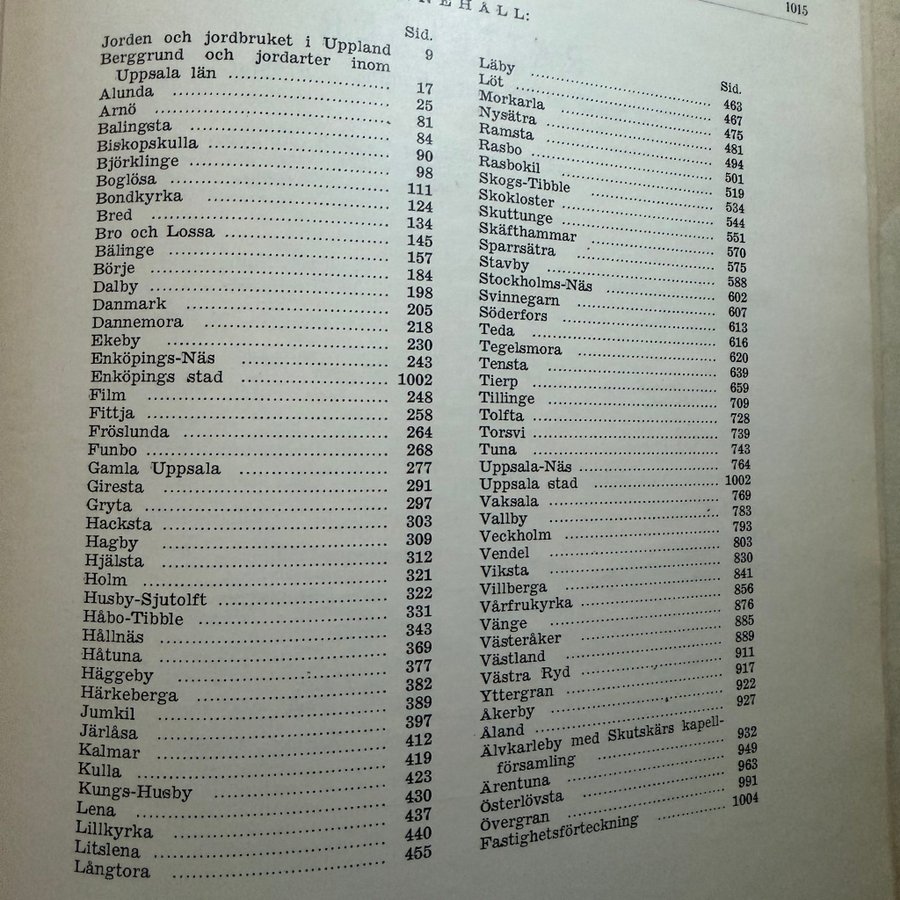 1015
NEHÅLL:
Sid.
Jorden och jordbruket i Uppland 9
Berggrund och jordarter inom
Uppsala län ........ 17
Alunda ........ 25
Arnö ........ 81
Balingsta ........ 84
Biskopskulla ........ 90
Björklinge ........ 98
Boglösa ........ 111
Bondkyrka ........ 124
Bred ........ 134
Bro och Lossa ........ 145
Bälinge ........ 157
Börje ........ 184
Dalby ........ 198
Danmark ........ 205
Dannemora ........ 218
Ekeby ........ 230
Enköpings-Näs ........ 243
Enköpings stad ........ 1002
Film ........ 248
Fittja ........ 258
Fröslunda ........ 264
Funbo ........ 268
Gamla Uppsala ........ 277
Giresta ........ 291
Gryta ........ 297
Hacksta ........ 303
Hagby ........ 309
Hjälsta ........ 312
Holm ........ 321
Husby-Sjutolft ........ 322
Håbo-Tibble ........ 331
Hållnäs ........ 343
Håtuna ........ 369
Häggeby ........ 377
Härkeberga ........ 382
Jumkil ........ 389
Järlåsa ........ 397
Kalmar ........ 412
Kulla ........ 419
Kungs-Husby ........ 423
Lena ........ 430
Lillkyrka ........ 437
Litslena ........ 440
Långtora ........ 455
Sid.
Läby ........ 463
Löt ........ 467
Morkarla ........ 475
Nysätra ........ 481
Ramsta ........ 494
Rasbo ........ 501
Rasbokil ........ 519
Skogs-Tibble ........ 534
Skokloster ........ 544
Skuttunge ........ 551
Skäfthammar ........ 570
Sparrsätra ........ 575
Stavby ........ 588
Stockholms-Näs ........ 602
Svinnegarn ........ 607
Söderfors ........ 613
Teda ........ 616
Tegelsmora ........ 620
Tensta ........ 639
Tierp ........ 659
Tillinge ........ 709
Tolfta ........ 728
Torsvi ........ 739
Tuna ........ 743
Uppsala-Näs ........ 764
Uppsala stad ........ 1002
Vaksala ........ 769
Vallby ........ 783
Veckholm ........ 793
Vendel ........ 803
Viksta ........ 830
Villberga ........ 841
Vårfrukyrka ........ 856
Vänge ........ 876
Västeråker ........ 885
Västland ........ 889
Västra Ryd ........ 911
Yttergran ........ 917
Åkerby ........ 922
Åland ........ 927
Älvkarleby med Skutskärs kapell-
församling ........ 932
Ärentuna ........ 949
Österlövsta ........ 963
Övergran ........ 991
Fastighetsförteckning ........ 1004